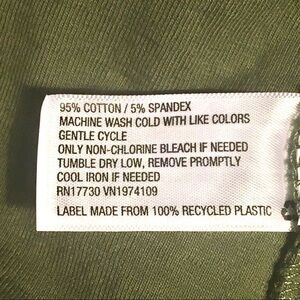 95% COTTON / 5% SPANDEX
MACHINE WASH COLD WITH LIKE COLORS
GENTLE CYCLE
ONLY NON-CHLORINE BLEACH IF NEEDED
TUMBLE DRY LOW, REMOVE PROMPTLY
COOL IRON IF NEEDED
RN17730 VN1974109
LABEL MADE FROM 100% RECYCLED PLASTIC